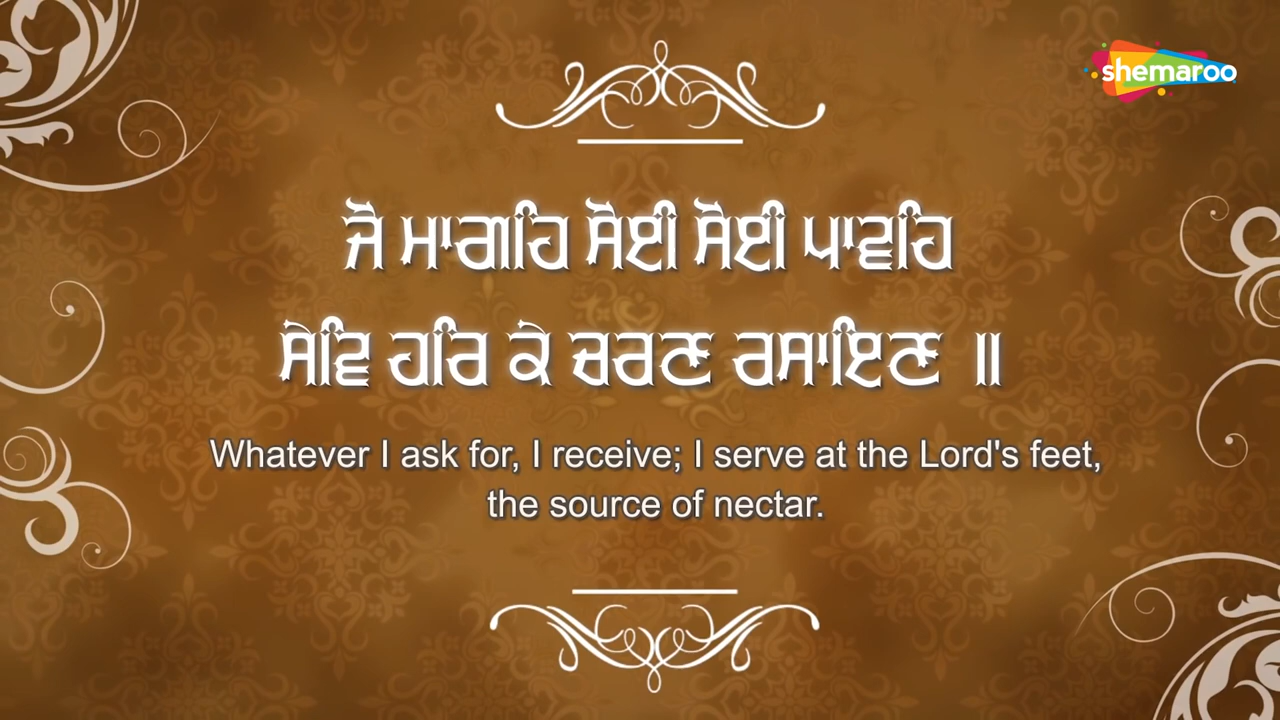 shemaroo
ਜੋ ਮਾਗਹਿ ਸੋਈ ਸੋਈ ਪਾਵਹਿ
ਸੇਵਿ ਹਰਿ ਕੇ ਚਰਣ ਰਸਾਇਣ ॥
Whatever I ask for, I receive; I serve at the Lord's feet,
the source of nectar.